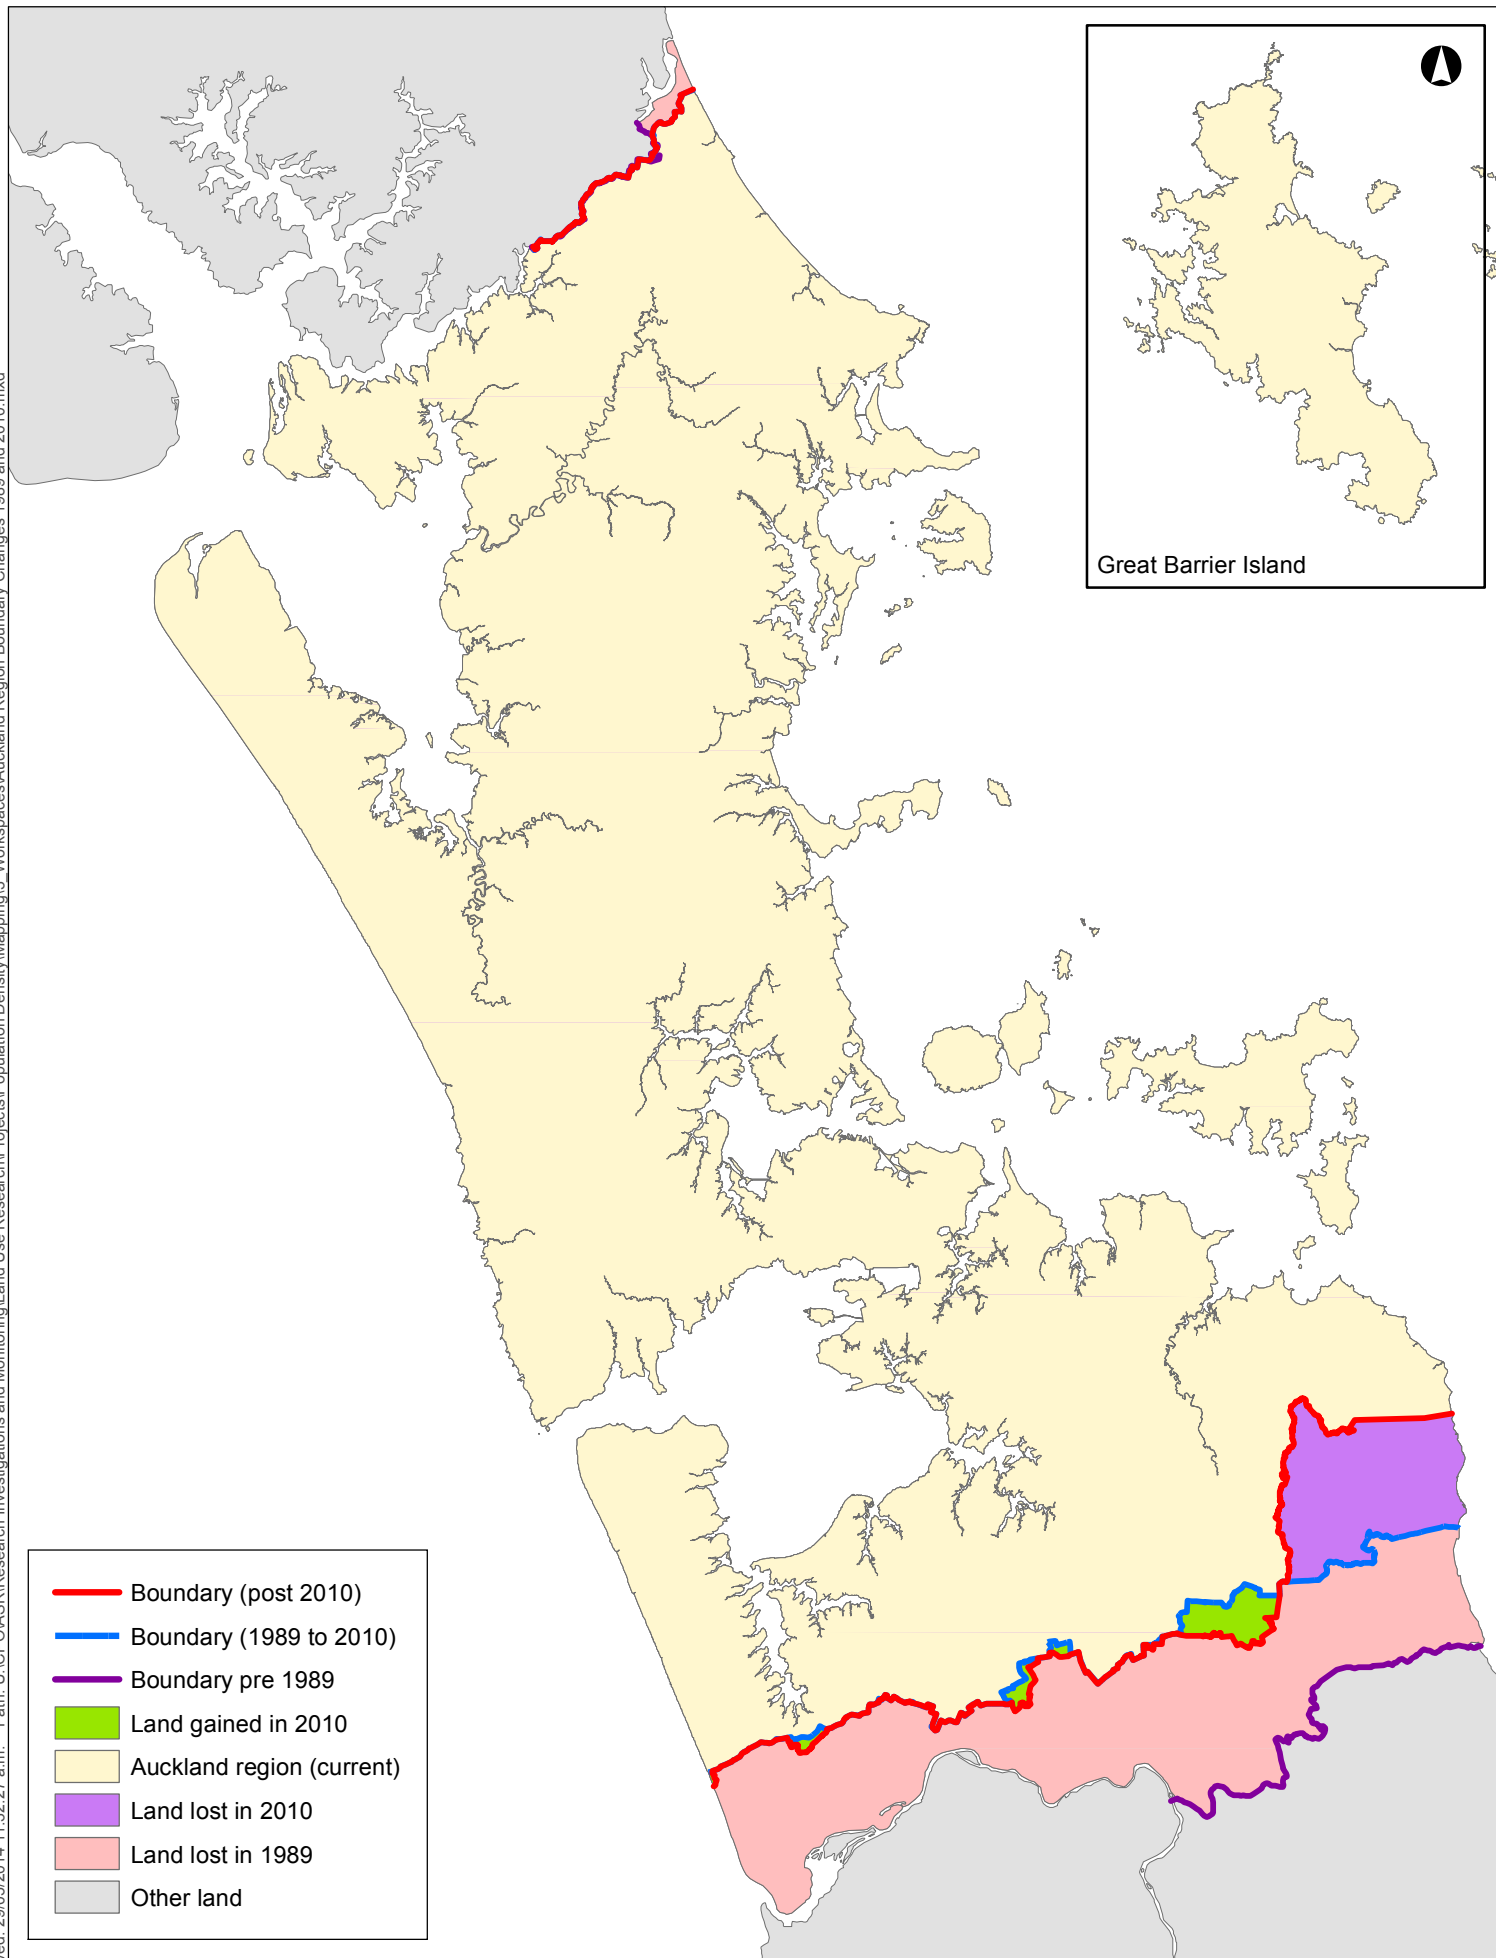 Great Barrier Island
Boundary (post 2010)
Boundary (1989 to 2010)
Boundary pre 1989
Land gained in 2010
Auckland region (current)
Land lost in 2010
Land lost in 1989
Other land